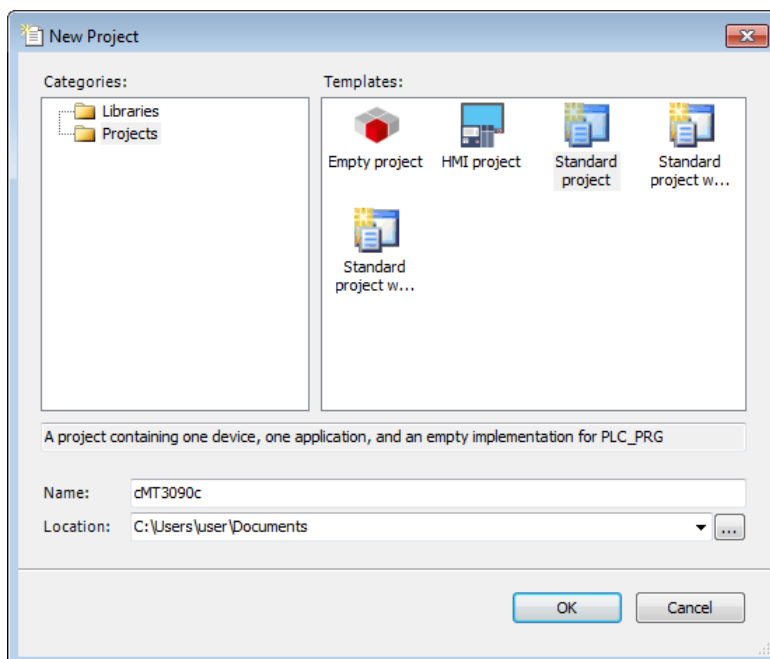 New Project
Categories:
Templates:
Libraries
Projects
Empty project
HMI project
Standard
project
Standard
project w...
Standard
project w...
A project containing one device, one application, and an empty implementation for PLC_PRG
Name:
cMT3090c
Location:
C:\Users\user\Documents
...
OK
Cancel